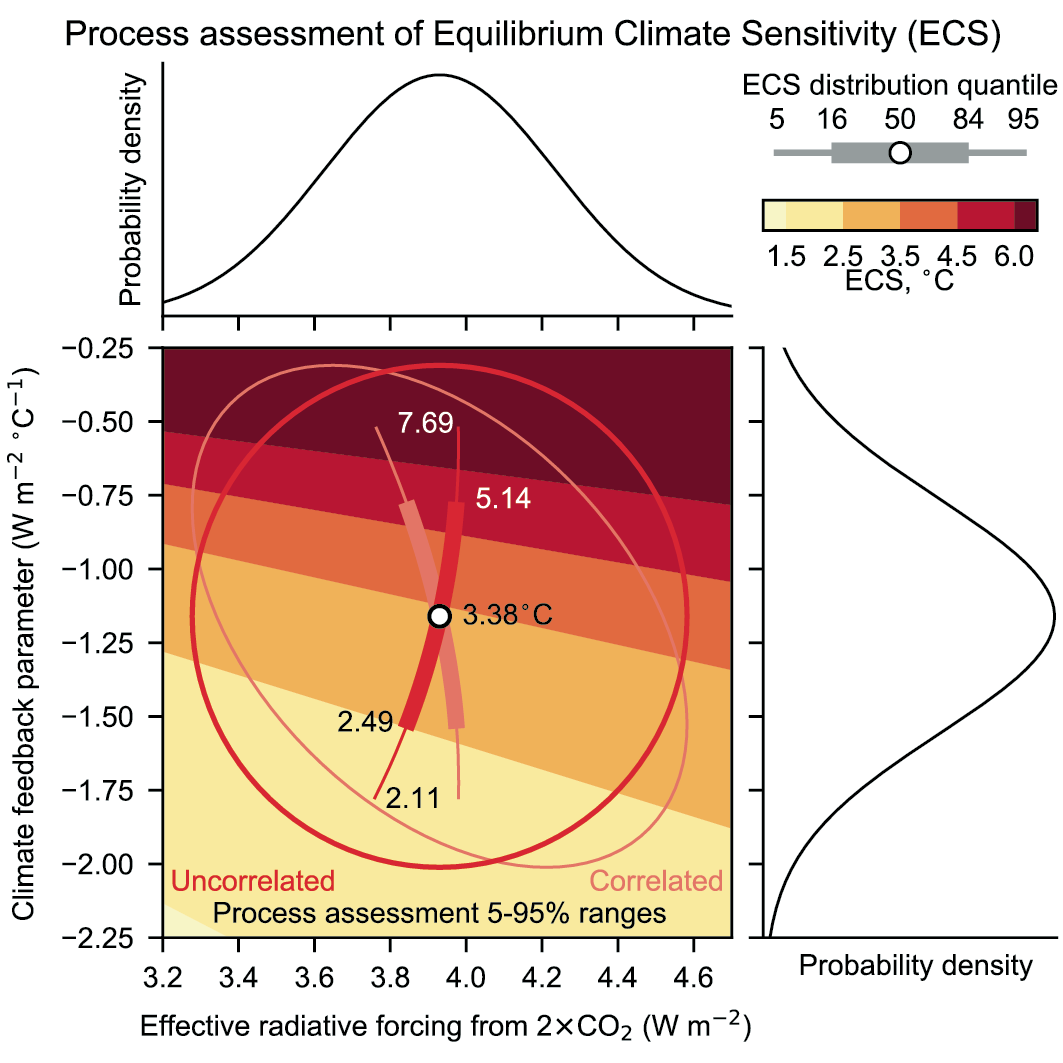 Process assessment of Equilibrium Climate Sensitivity (ECS)
Probability density
ECS distribution quantile
5 16 50 84 95
1.5 2.5 3.5 4.5 6.0
ECS, °C
Climate feedback parameter (W m⁻² °C⁻¹)
−0.25
−0.50
−0.75
−1.00
−1.25
−1.50
−1.75
−2.00
−2.25
7.69
5.14
3.38°C
2.49
2.11
Uncorrelated
Correlated
Process assessment 5-95% ranges
3.2 3.4 3.6 3.8 4.0 4.2 4.4 4.6
Effective radiative forcing from 2×CO₂ (W m⁻²)
Probability density